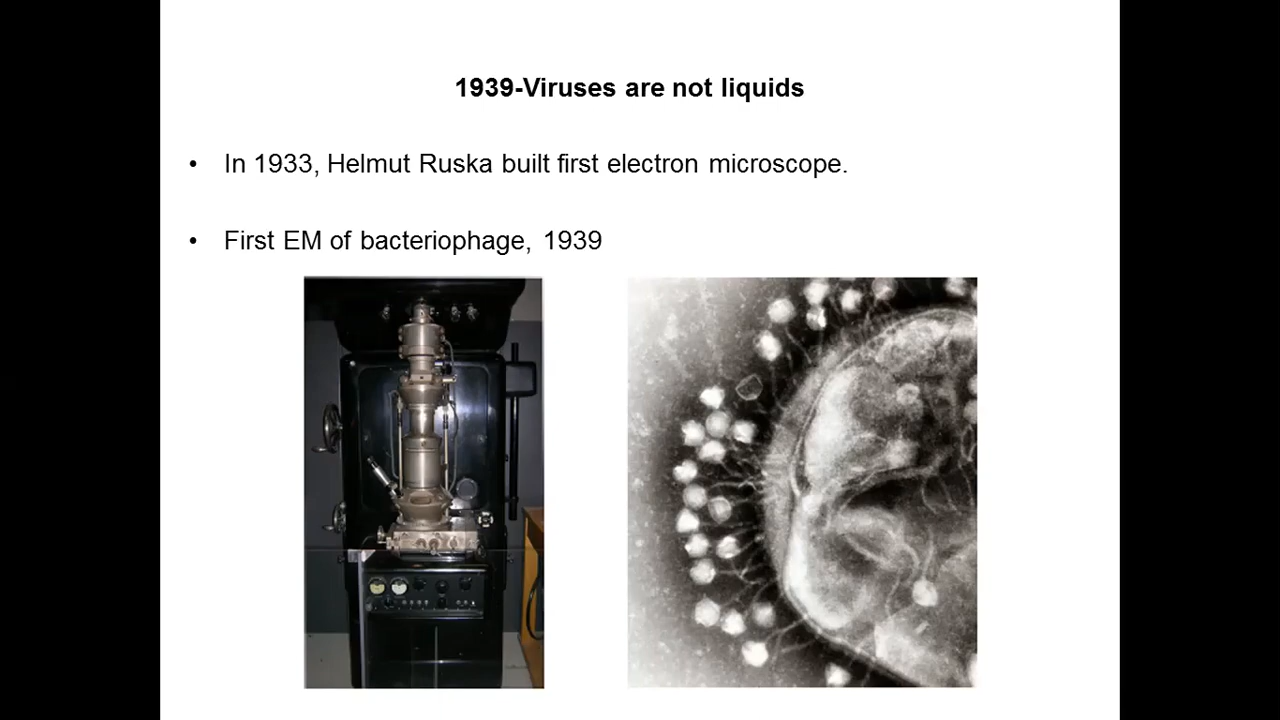 1939-Viruses are not liquids
• In 1933, Helmut Ruska built first electron microscope.
• First EM of bacteriophage, 1939